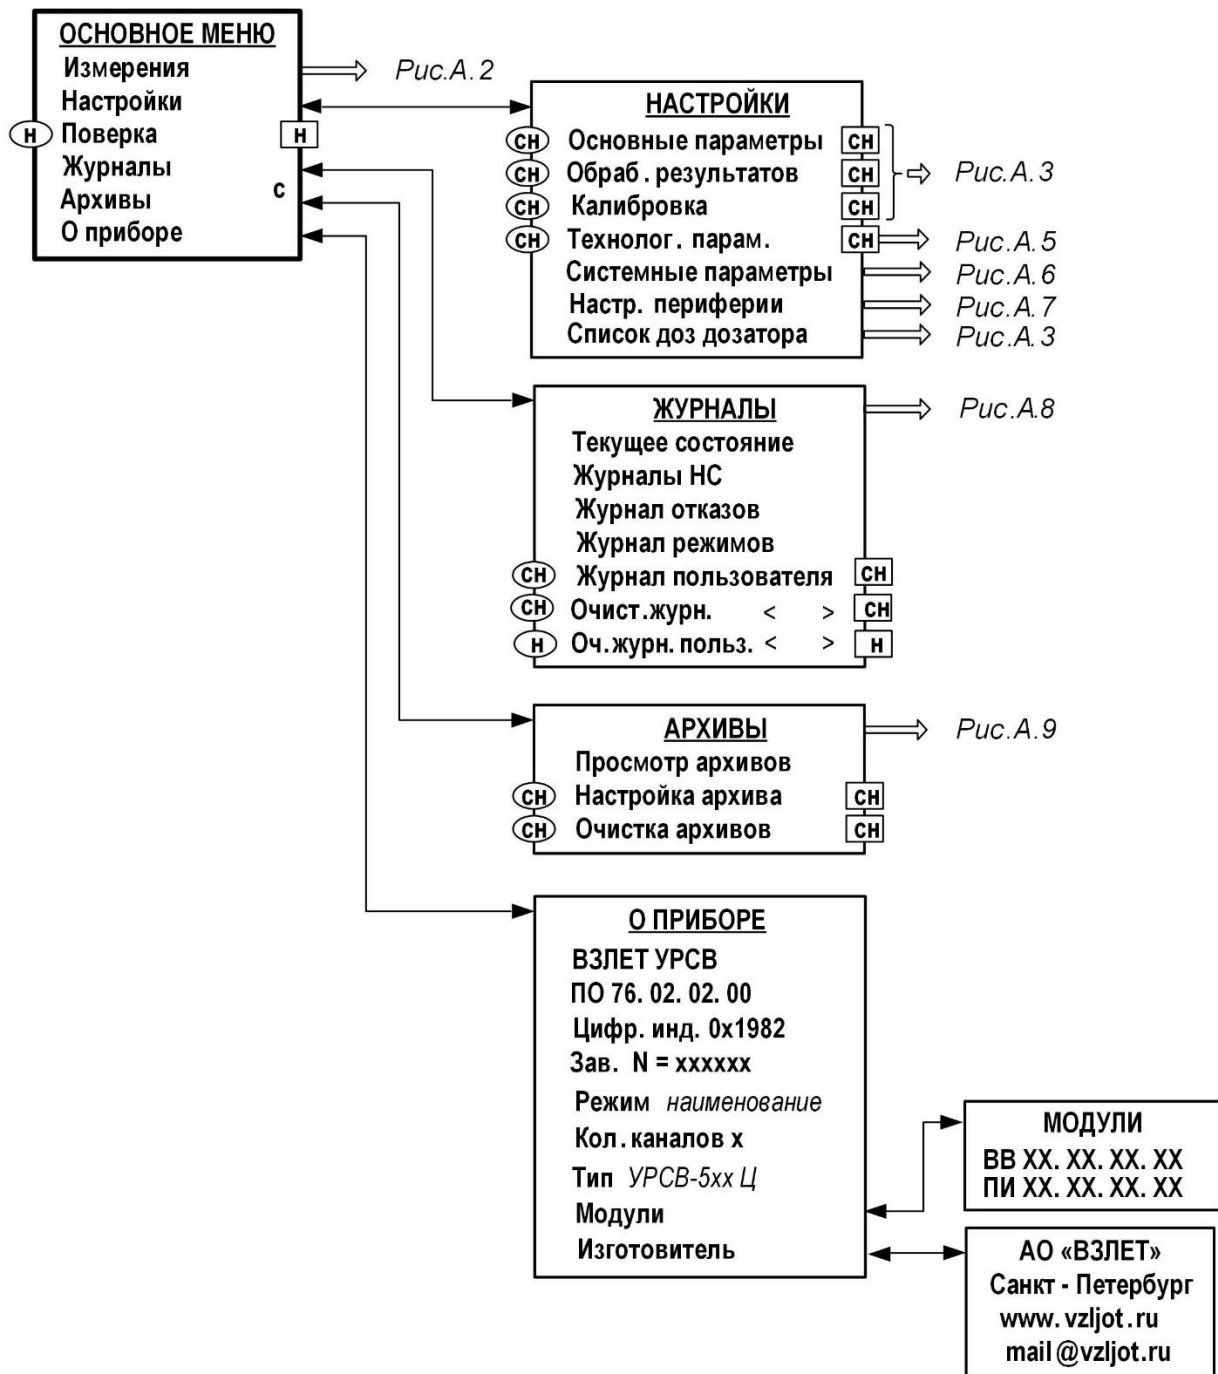 ОСНОВНОЕ МЕНЮ
Измерения
Рис.А.2
Настройки
Н Поверка Н
Журналы
Архивы
с
О приборе
НАСТРОЙКИ
СН Основные параметры СН
СН Обраб. результатов СН
Рис.А.3
СН Калибровка СН
СН Технолог. парам. СН
Рис.А.5
Системные параметры
Рис.А.6
Настр. периферии
Рис.А.7
Список доз дозатора
Рис.А.3
ЖУРНАЛЫ
Рис.А.8
Текущее состояние
Журналы НС
Журнал отказов
Журнал режимов
СН Журнал пользователя СН
СН Очист.журн. < > СН
Н Оч.журн. польз. < > Н
АРХИВЫ
Рис.А.9
Просмотр архивов
СН Настройка архива СН
СН Очистка архивов СН
О ПРИБОРЕ
ВЗЛЕТ УРСВ
ПО 76. 02. 02. 00
Цифр. инд. 0x1982
Зав. N = xxxxxx
Режим наименование
Кол. каналов x
Тип УРСВ-5xx Ц
Модули
Изготовитель
МОДУЛИ
ВВ XX. XX. XX. XX
ПИ XX. XX. XX. XX
АО «ВЗЛЕТ»
Санкт - Петербург
www. vzljot.ru
mail @vzljot.ru